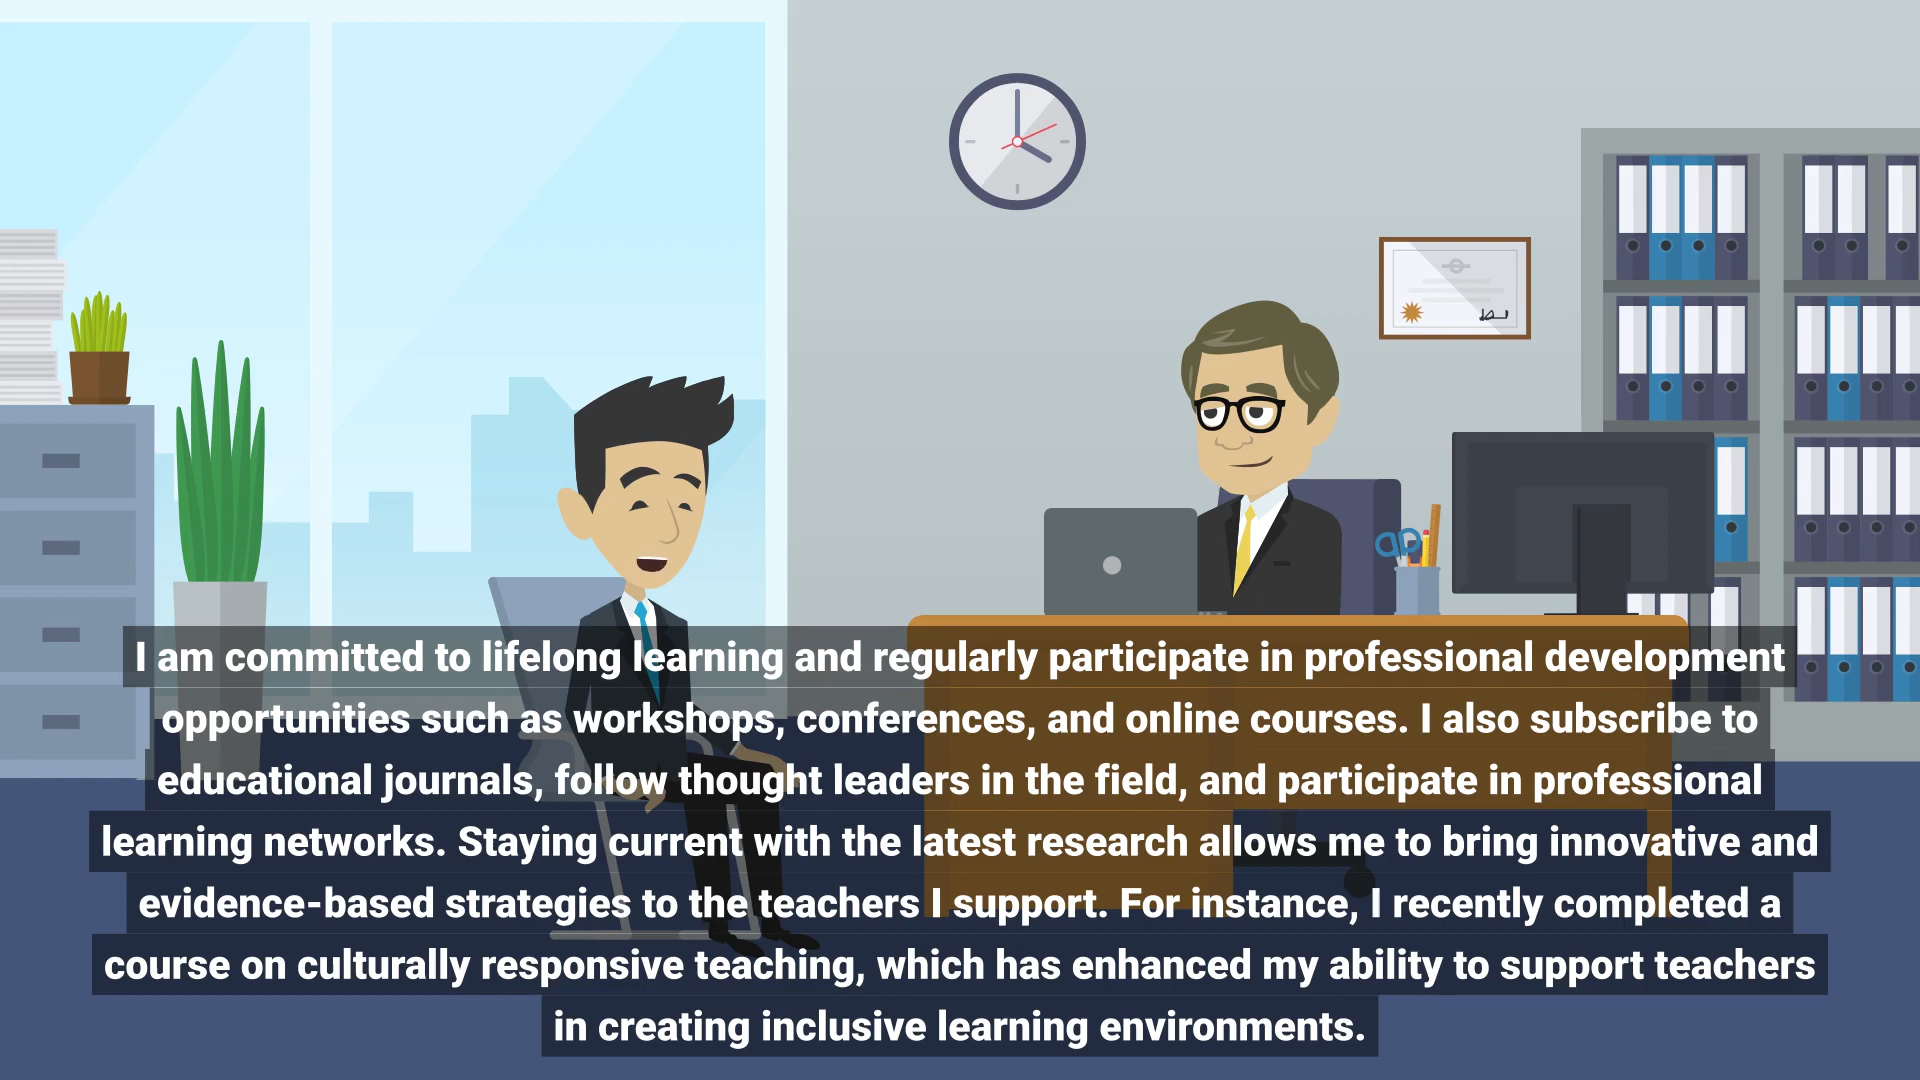 I am committed to lifelong learning and regularly participate in professional development
opportunities such as workshops, conferences, and online courses. I also subscribe to
educational journals, follow thought leaders in the field, and participate in professional
learning networks. Staying current with the latest research allows me to bring innovative and
evidence-based strategies to the teachers I support. For instance, I recently completed a
course on culturally responsive teaching, which has enhanced my ability to support teachers
in creating inclusive learning environments.